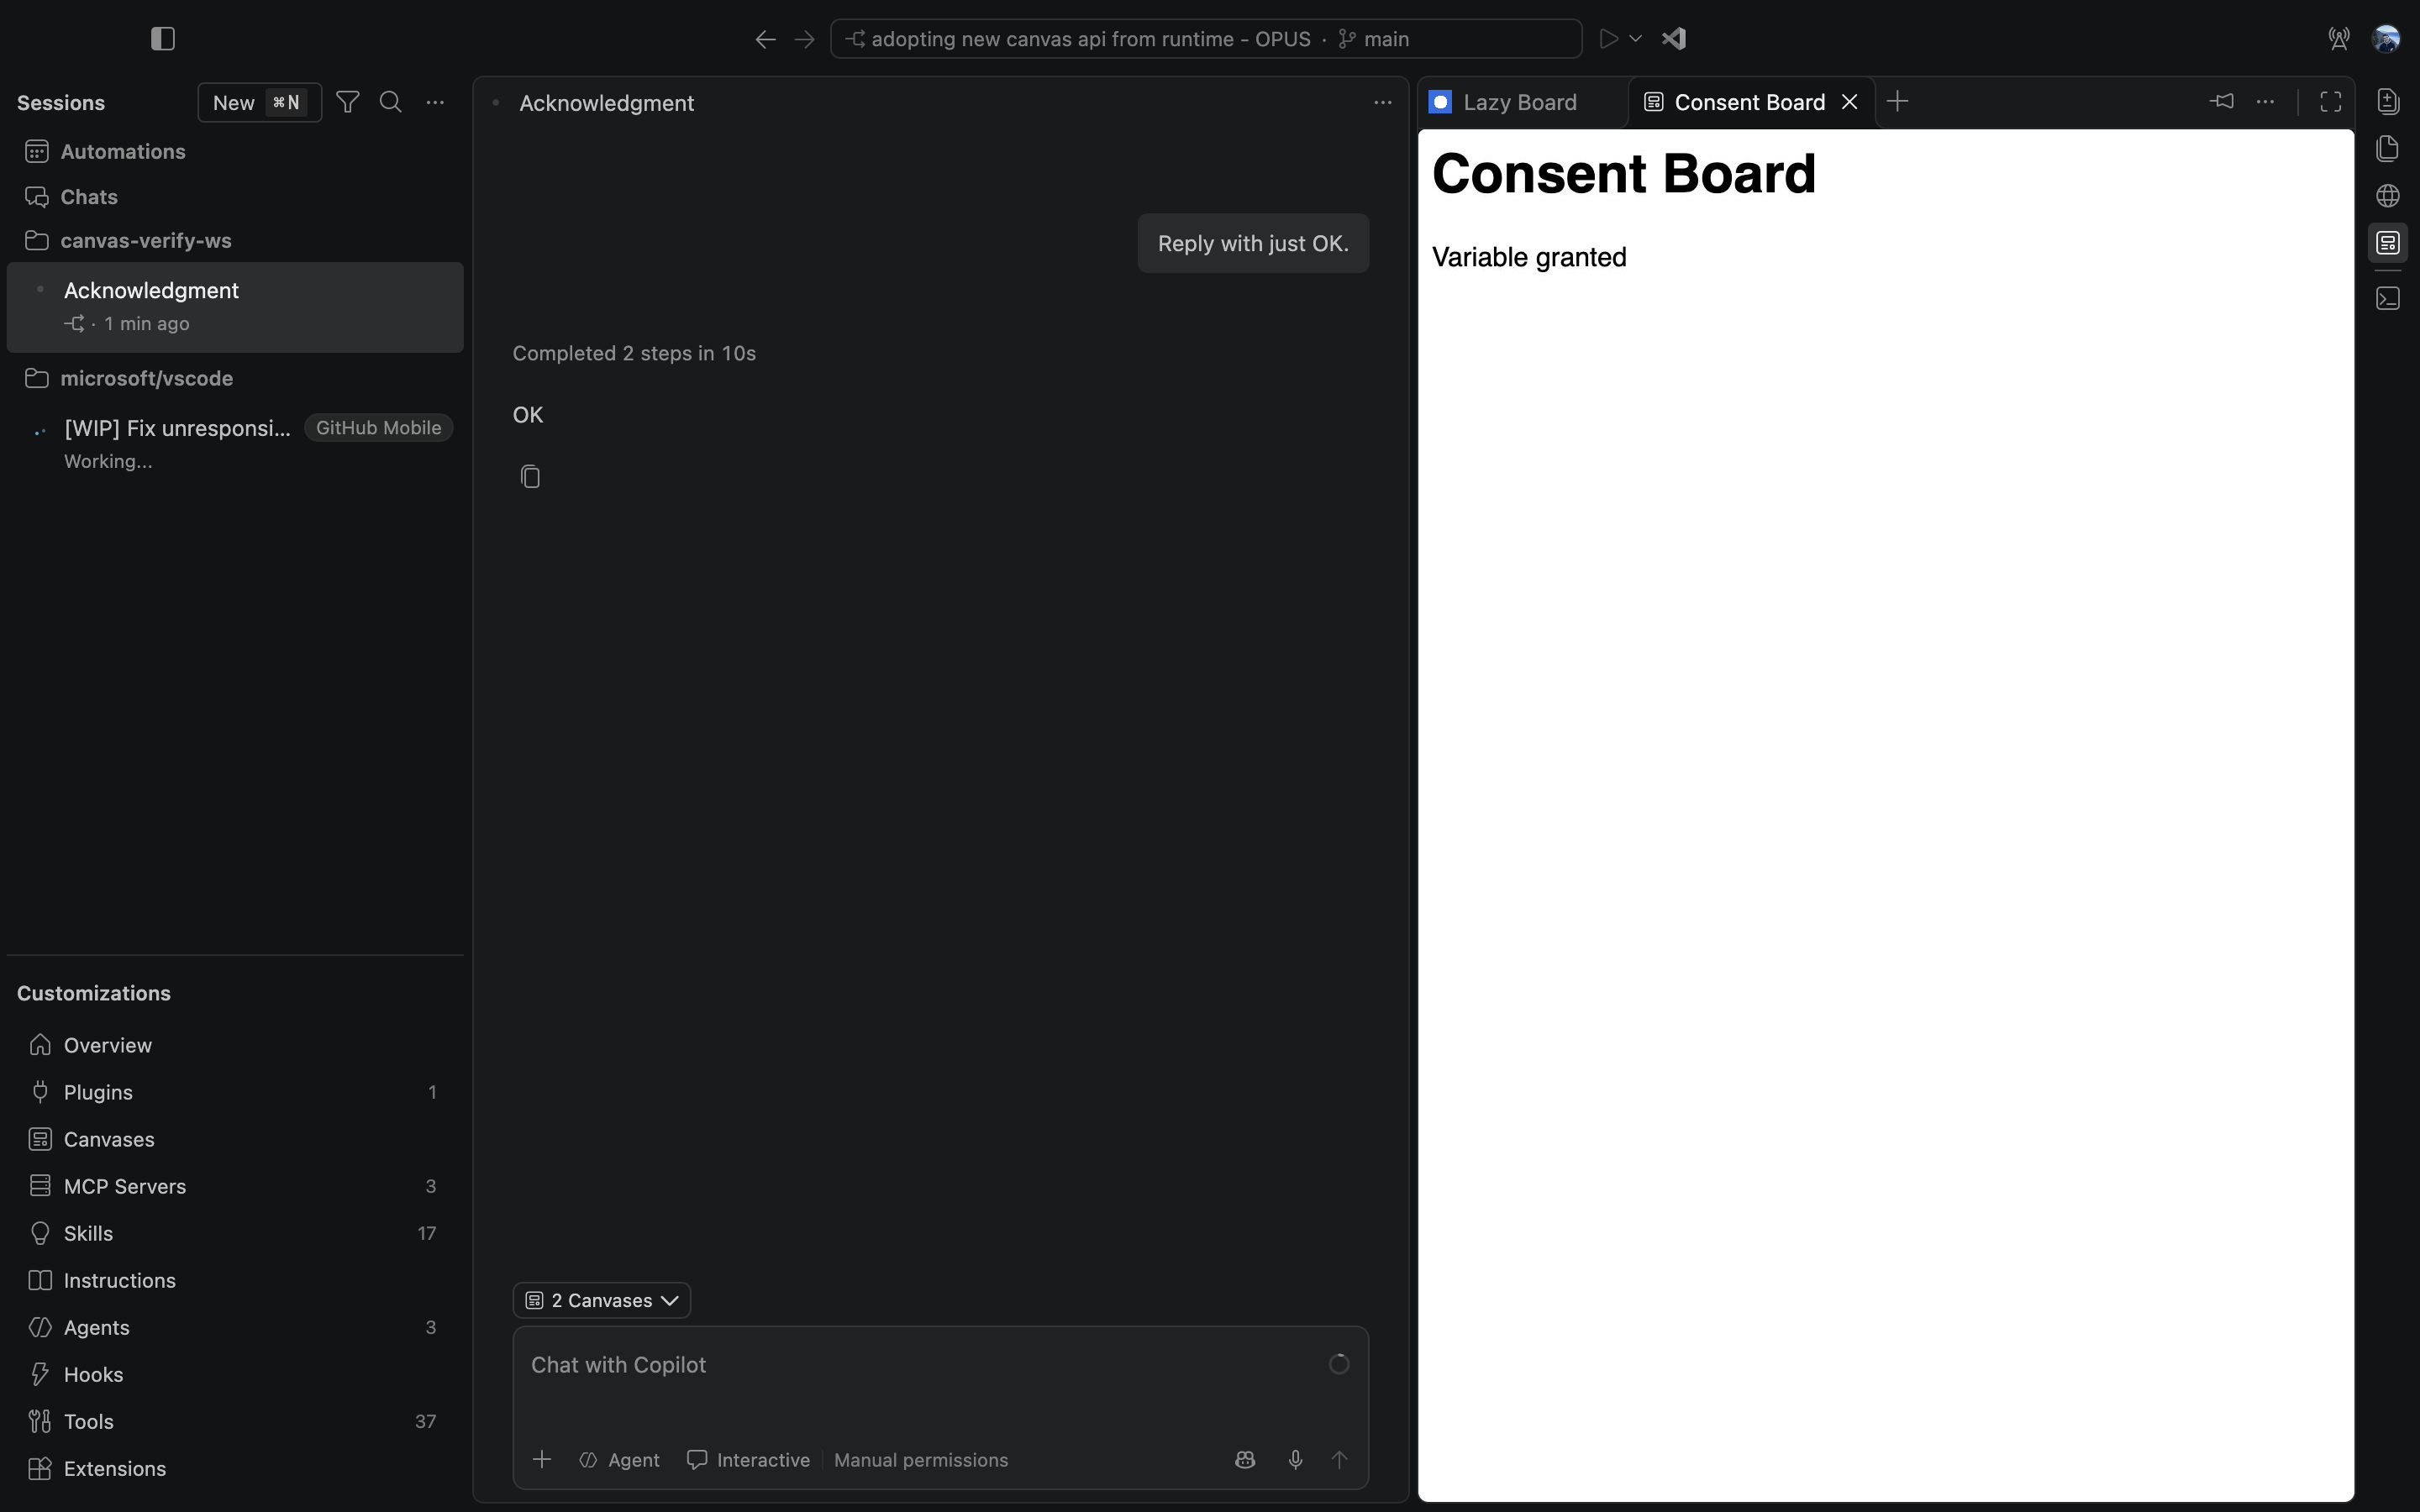 adopting new canvas api from runtime - OPUS · main
Sessions
New ⌘N
Automations
Chats
canvas-verify-ws
Acknowledgment
· 1 min ago
microsoft/vscode
[WIP] Fix unresponsi... GitHub Mobile
Working...
Customizations
Overview
Plugins 1
Canvases
MCP Servers 3
Skills 17
Instructions
Agents 3
Hooks
Tools 37
Extensions
Acknowledgment
Reply with just OK.
Completed 2 steps in 10s
OK
2 Canvases
Chat with Copilot
Agent Interactive Manual permissions
Lazy Board Consent Board
Consent Board
Variable granted